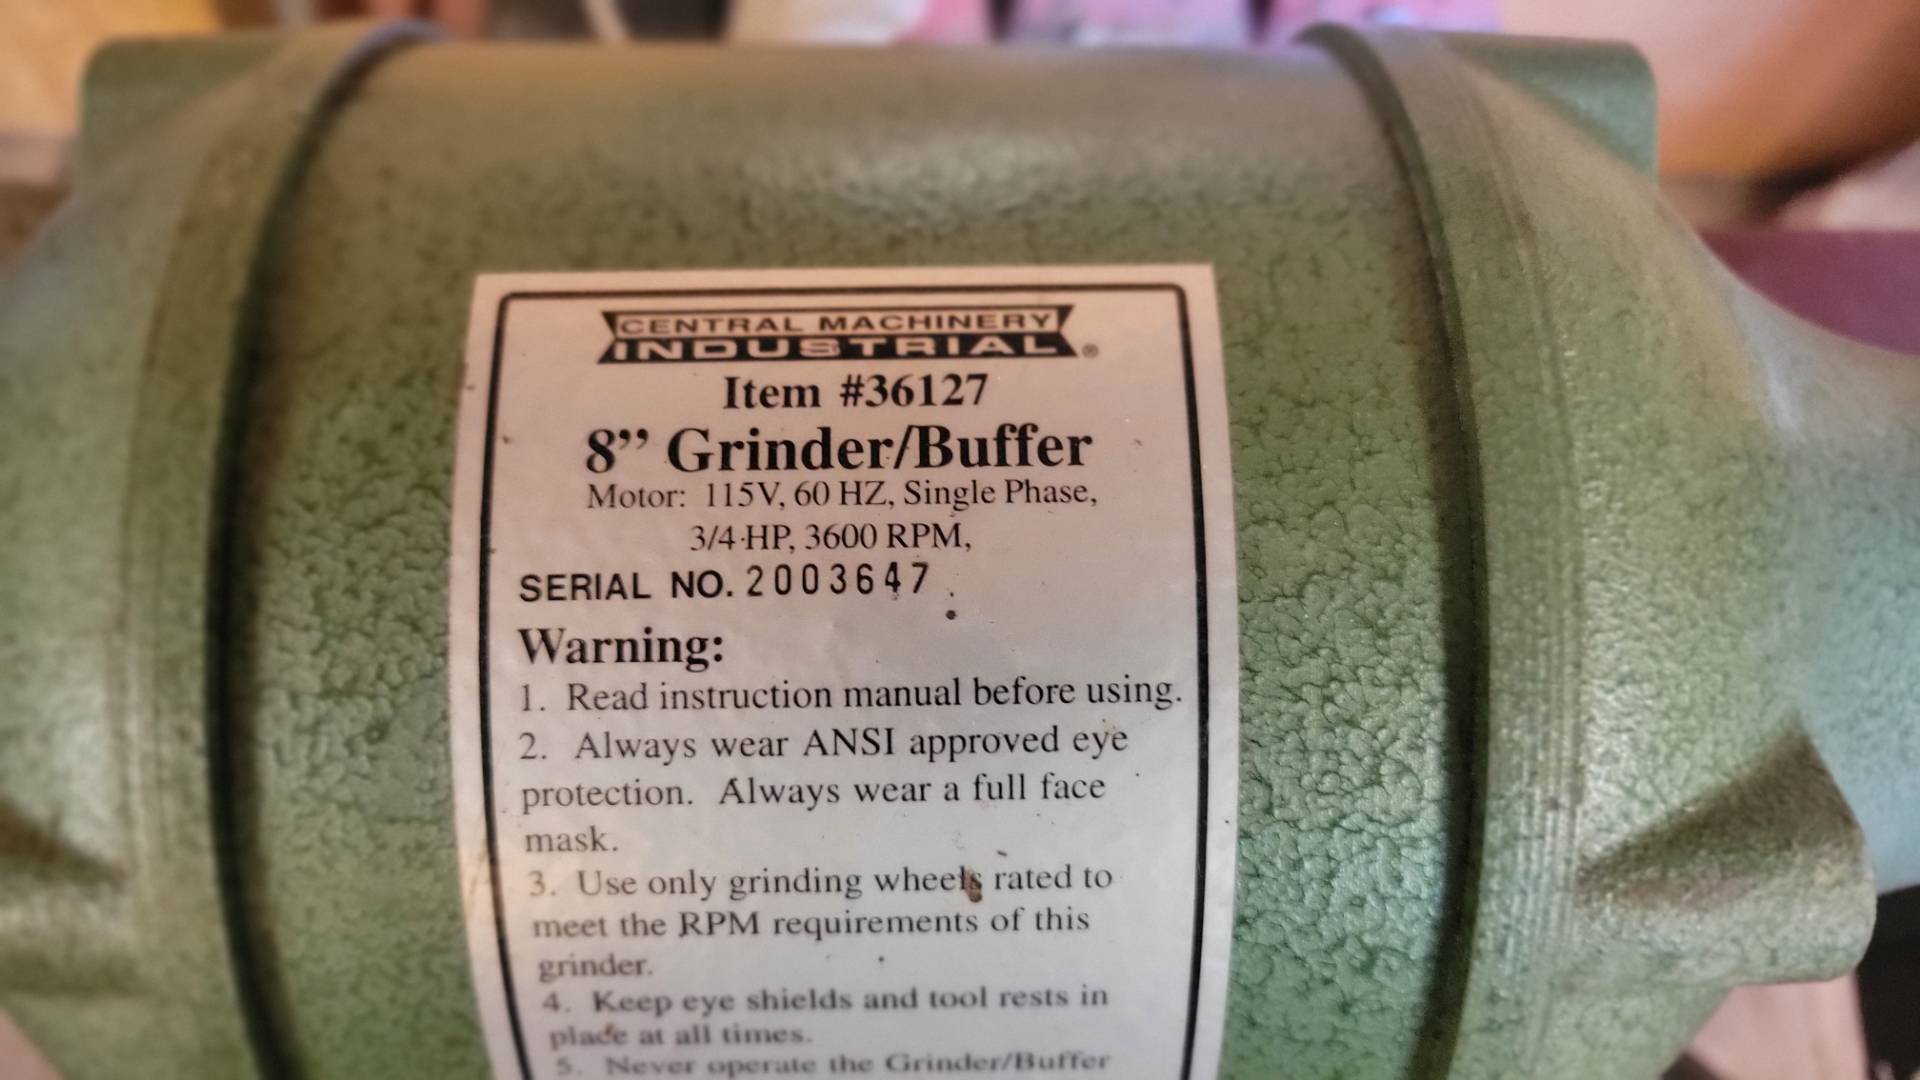 CENTRAL MACHINERY
INDUSTRIAL®
Item #36127
8” Grinder/Buffer
Motor: 115V, 60 HZ, Single Phase,
3/4 HP, 3600 RPM,
SERIAL NO. 2003647
Warning:
1. Read instruction manual before using.
2. Always wear ANSI approved eye
protection. Always wear a full face
mask.
3. Use only grinding wheels rated to
meet the RPM requirements of this
grinder.
4. Keep eye shields and tool rests in
place at all times.
5. Never operate the Grinder/Buffer